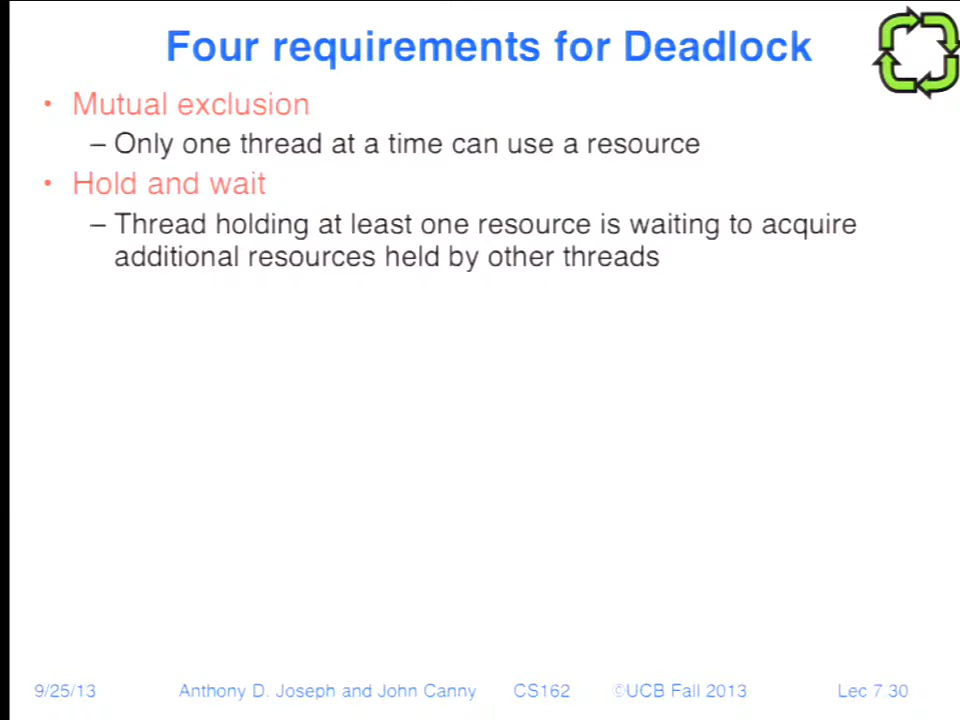 Four requirements for Deadlock
• Mutual exclusion
– Only one thread at a time can use a resource
• Hold and wait
– Thread holding at least one resource is waiting to acquire
additional resources held by other threads
9/25/13 Anthony D. Joseph and John Canny CS162 ©UCB Fall 2013 Lec 7.30